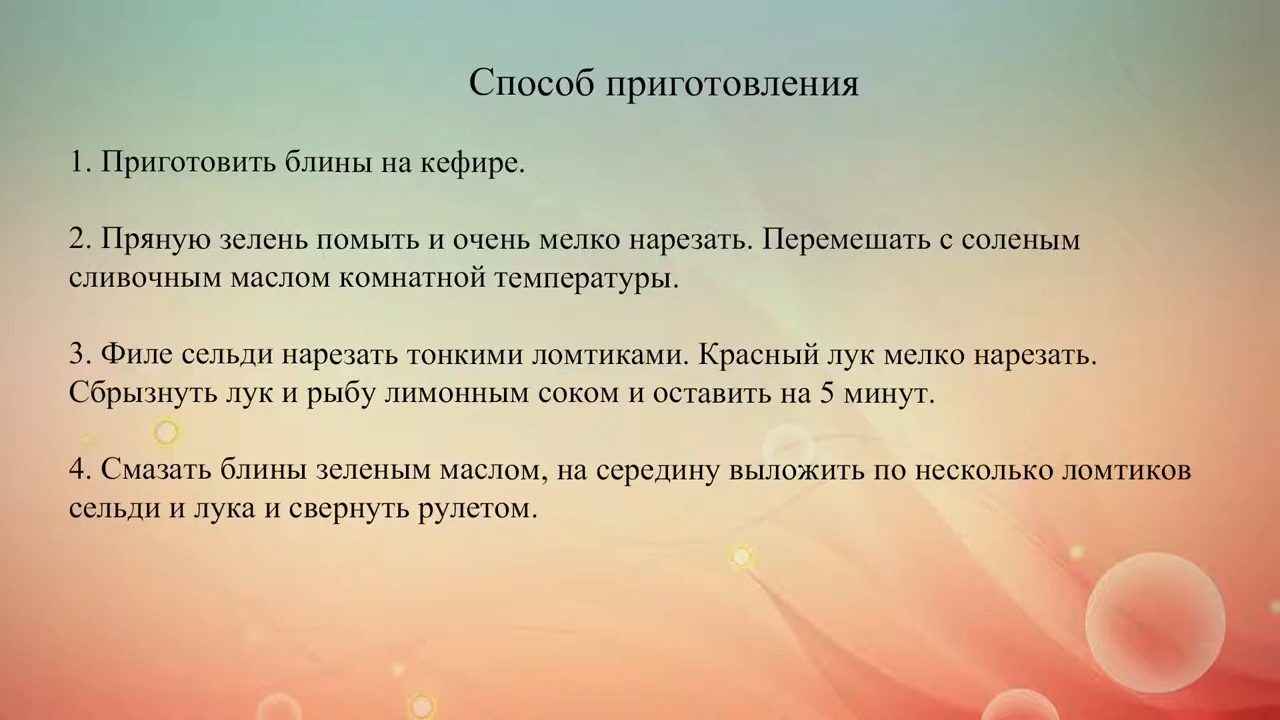 Способ приготовления
1. Приготовить блины на кефире.
2. Пряную зелень помыть и очень мелко нарезать. Перемешать с соленым
сливочным маслом комнатной температуры.
3. Филе сельди нарезать тонкими ломтиками. Красный лук мелко нарезать.
Сбрызнуть лук и рыбу лимонным соком и оставить на 5 минут.
4. Смазать блины зеленым маслом, на середину выложить по несколько ломтиков
сельди и лука и свернуть рулетом.